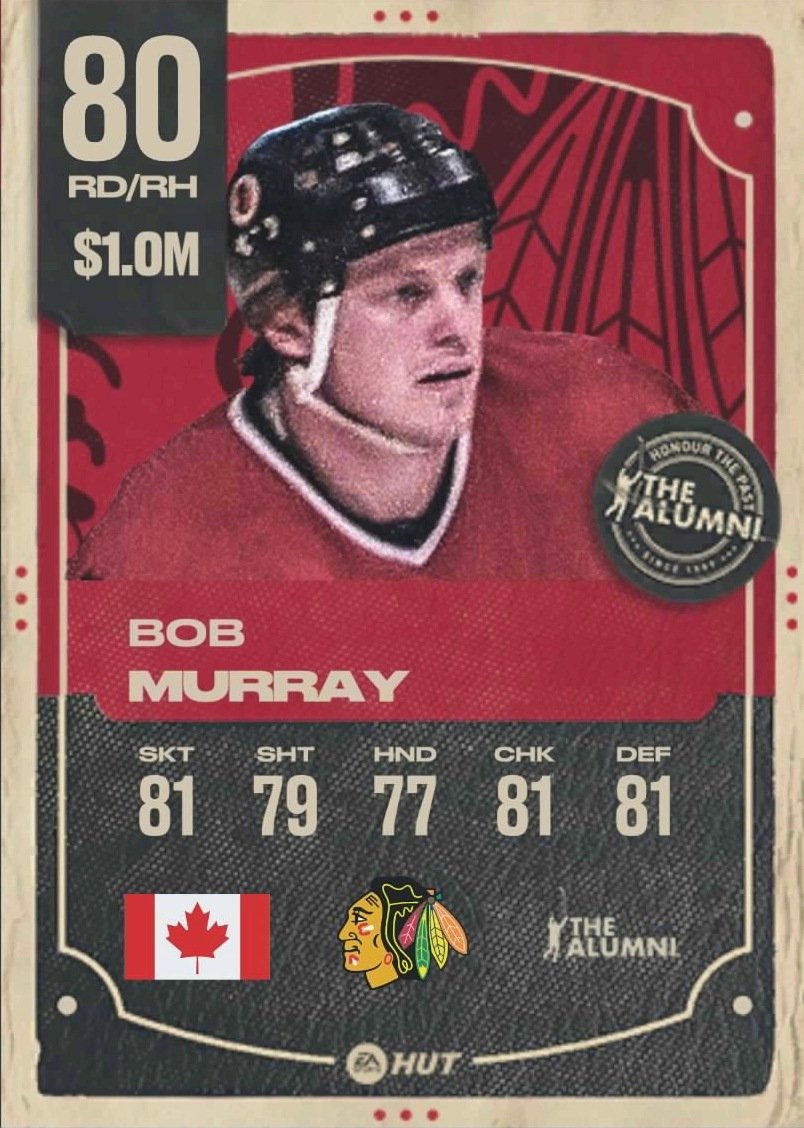 80
RD/RH
$1.0M
HONOUR THE PAST
THE
ALUMNI
BOB
MURRAY
SKT SHT HND CHK DEF
81 79 77 81 81
THE
ALUMNI
EA
HUT